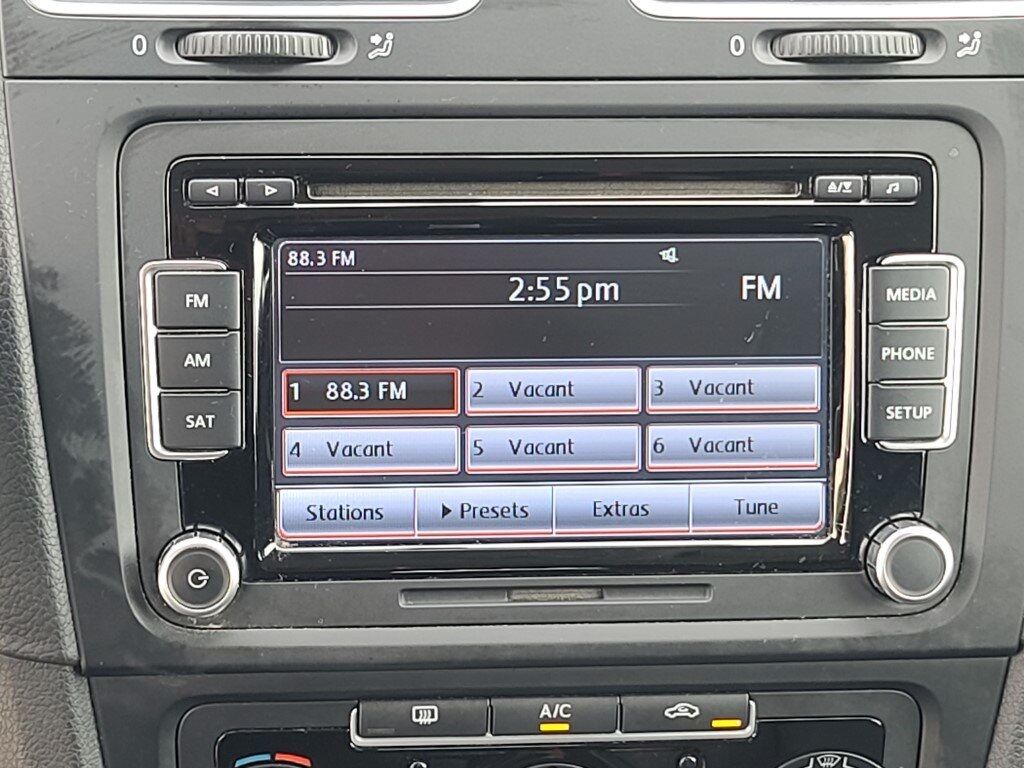 0 0
88.3 FM
2:55 pm FM
FM
AM
SAT
MEDIA
PHONE
SETUP
1 88.3 FM 2 Vacant 3 Vacant
4 Vacant 5 Vacant 6 Vacant
Stations Presets Extras Tune
A/C